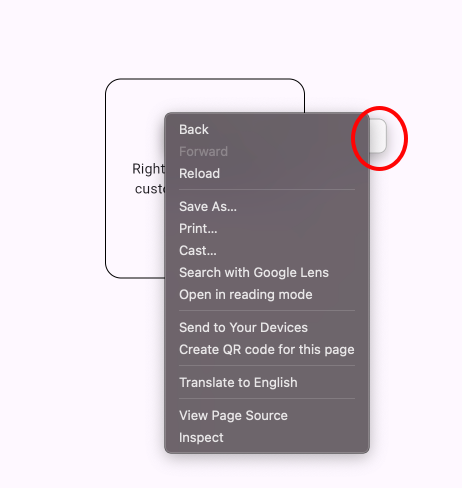 Back
Forward
Right
Reload
custo
Save As...
Print...
Cast...
Search with Google Lens
Open in reading mode
Send to Your Devices
Create QR code for this page
Translate to English
View Page Source
Inspect